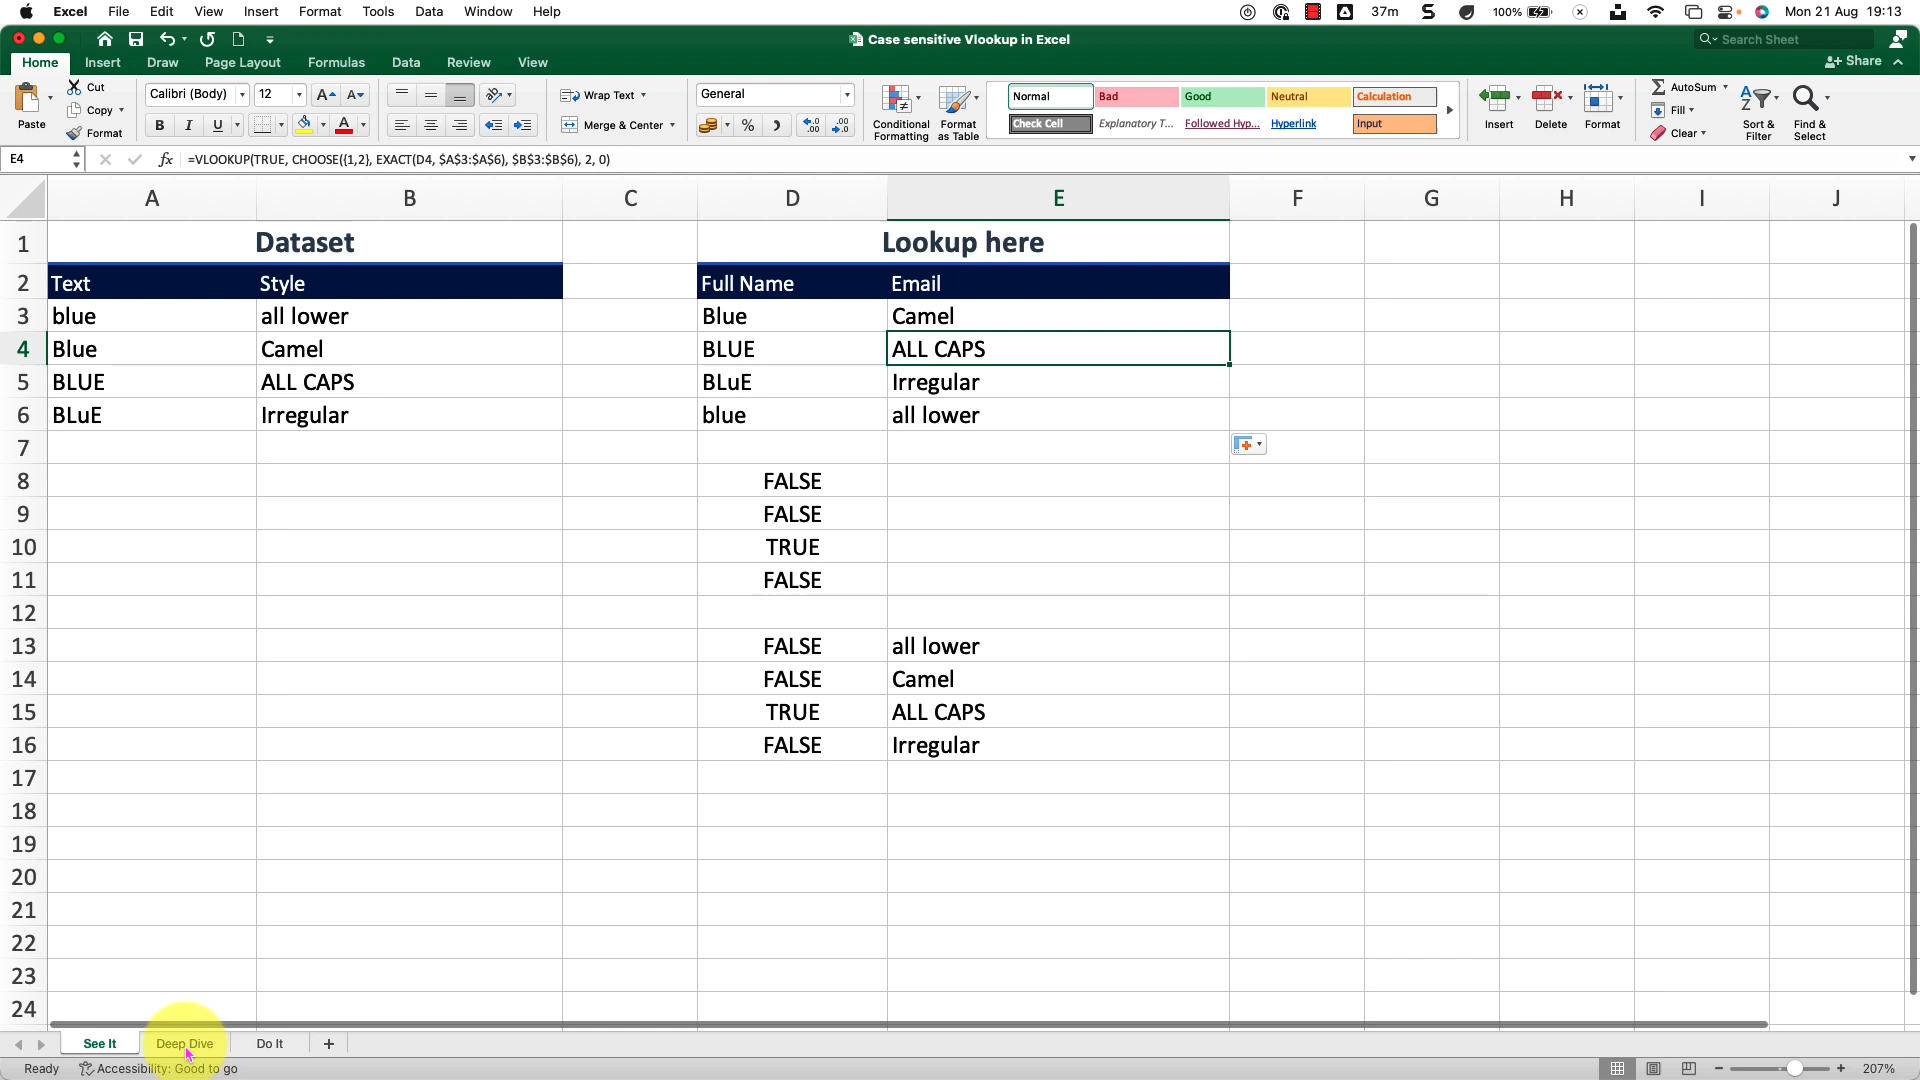 Excel File Edit View Insert Format Tools Data Window Help 37m 100% Mon 21 Aug 19:13
Case sensitive Vlookup in Excel Search Sheet
Home Insert Draw Page Layout Formulas Data Review View Share
Paste Cut Copy Format
Calibri (Body) 12 B I U
Wrap Text Merge & Center
General
Conditional Formatting
Format as Table
Normal Bad Good Neutral Calculation
Check Cell Explanatory T... Followed Hyp... Hyperlink Input
Insert Delete Format
AutoSum Fill Clear
Sort & Filter
Find & Select
E4 fx =VLOOKUP(TRUE, CHOOSE({1,2}, EXACT(D4, $A$3:$A$6), $B$3:$B$6), 2, 0)
A B C D E F G H I J
1 Dataset Lookup here
2 Text Style Full Name Email
3 blue all lower Blue Camel
4 Blue Camel BLUE ALL CAPS
5 BLUE ALL CAPS BLuE Irregular
6 BLuE Irregular blue all lower
7
8 FALSE
9 FALSE
10 TRUE
11 FALSE
12
13 FALSE all lower
14 FALSE Camel
15 TRUE ALL CAPS
16 FALSE Irregular
17
18
19
20
21
22
23
24
See It Deep Dive Do It +
Ready Accessibility: Good to go 207%